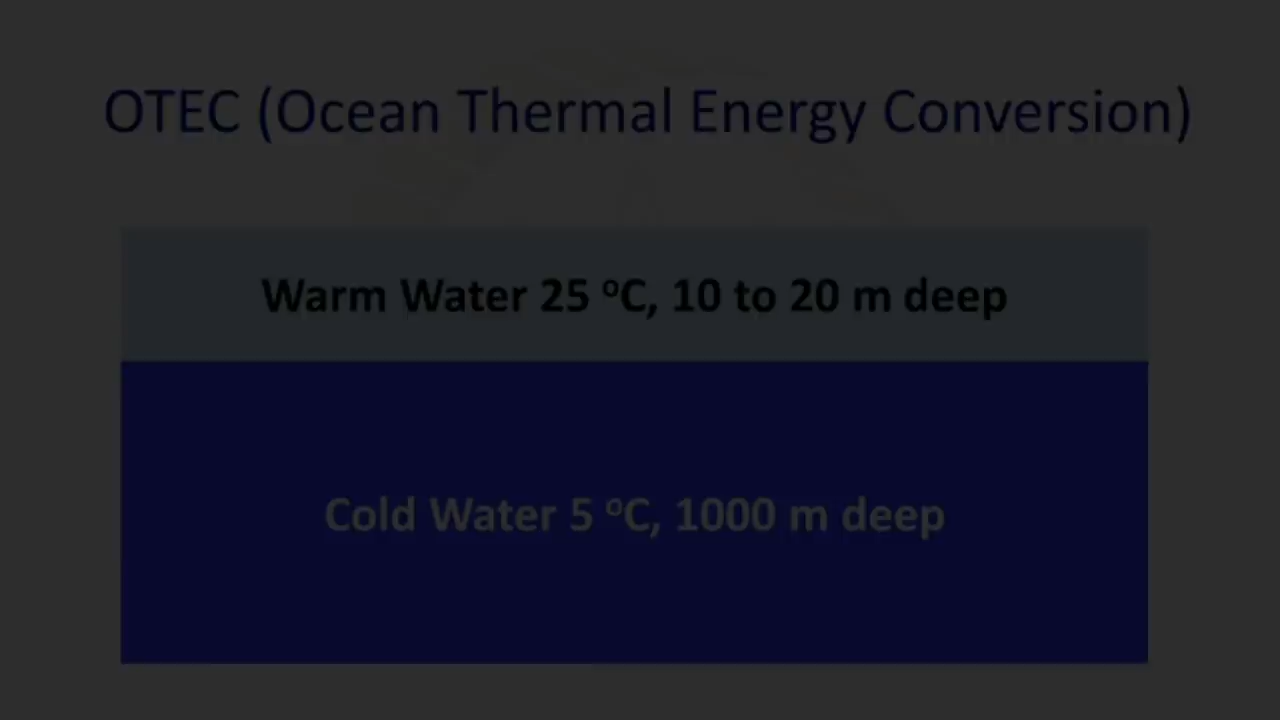 OTEC (Ocean Thermal Energy Conversion)
Warm Water 25 ºC, 10 to 20 m deep
Cold Water 5 ºC, 1000 m deep